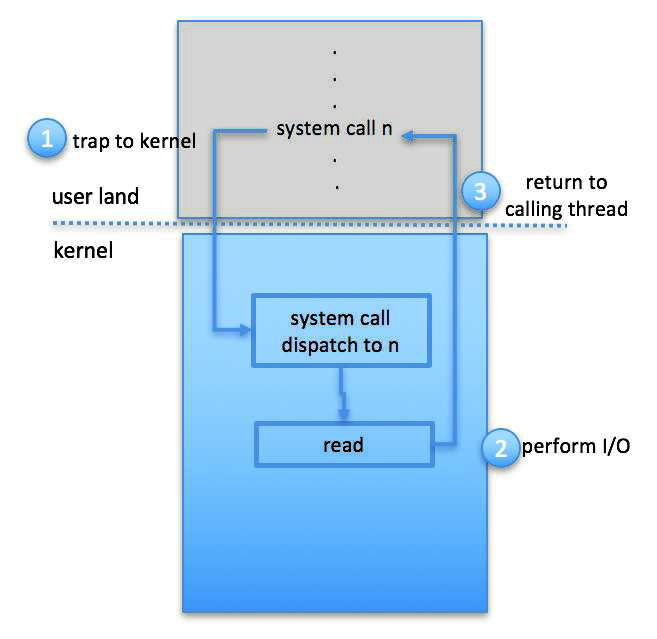 .
.
.
system call n
.
.
1
trap to kernel
user land
3
return to
calling thread
kernel
system call
dispatch to n
read
2
perform I/O